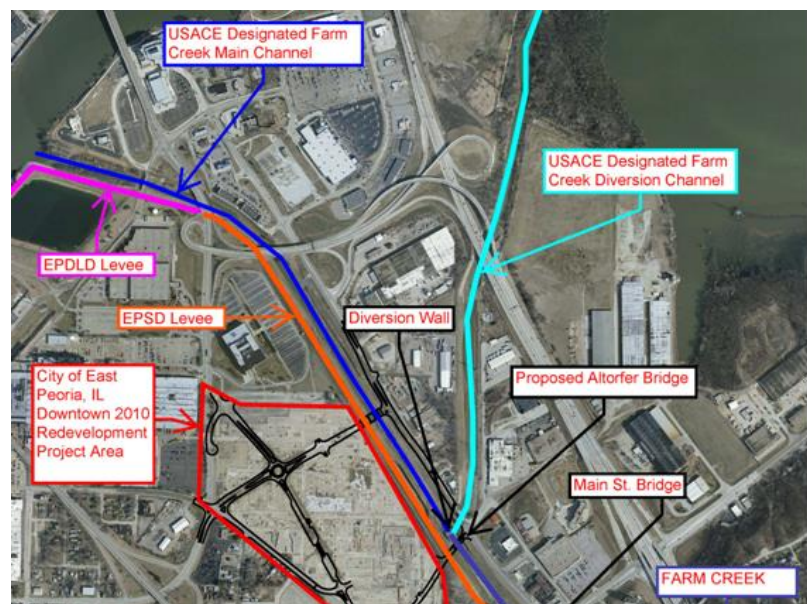 USACE Designated Farm
Creek Main Channel
USACE Designated Farm
Creek Diversion Channel
EPDLD Levee
EPSD Levee
Diversion Wall
City of East
Peoria, IL
Downtown 2010
Redevelopment
Project Area
Proposed Altorfer Bridge
Main St. Bridge
FARM CREEK